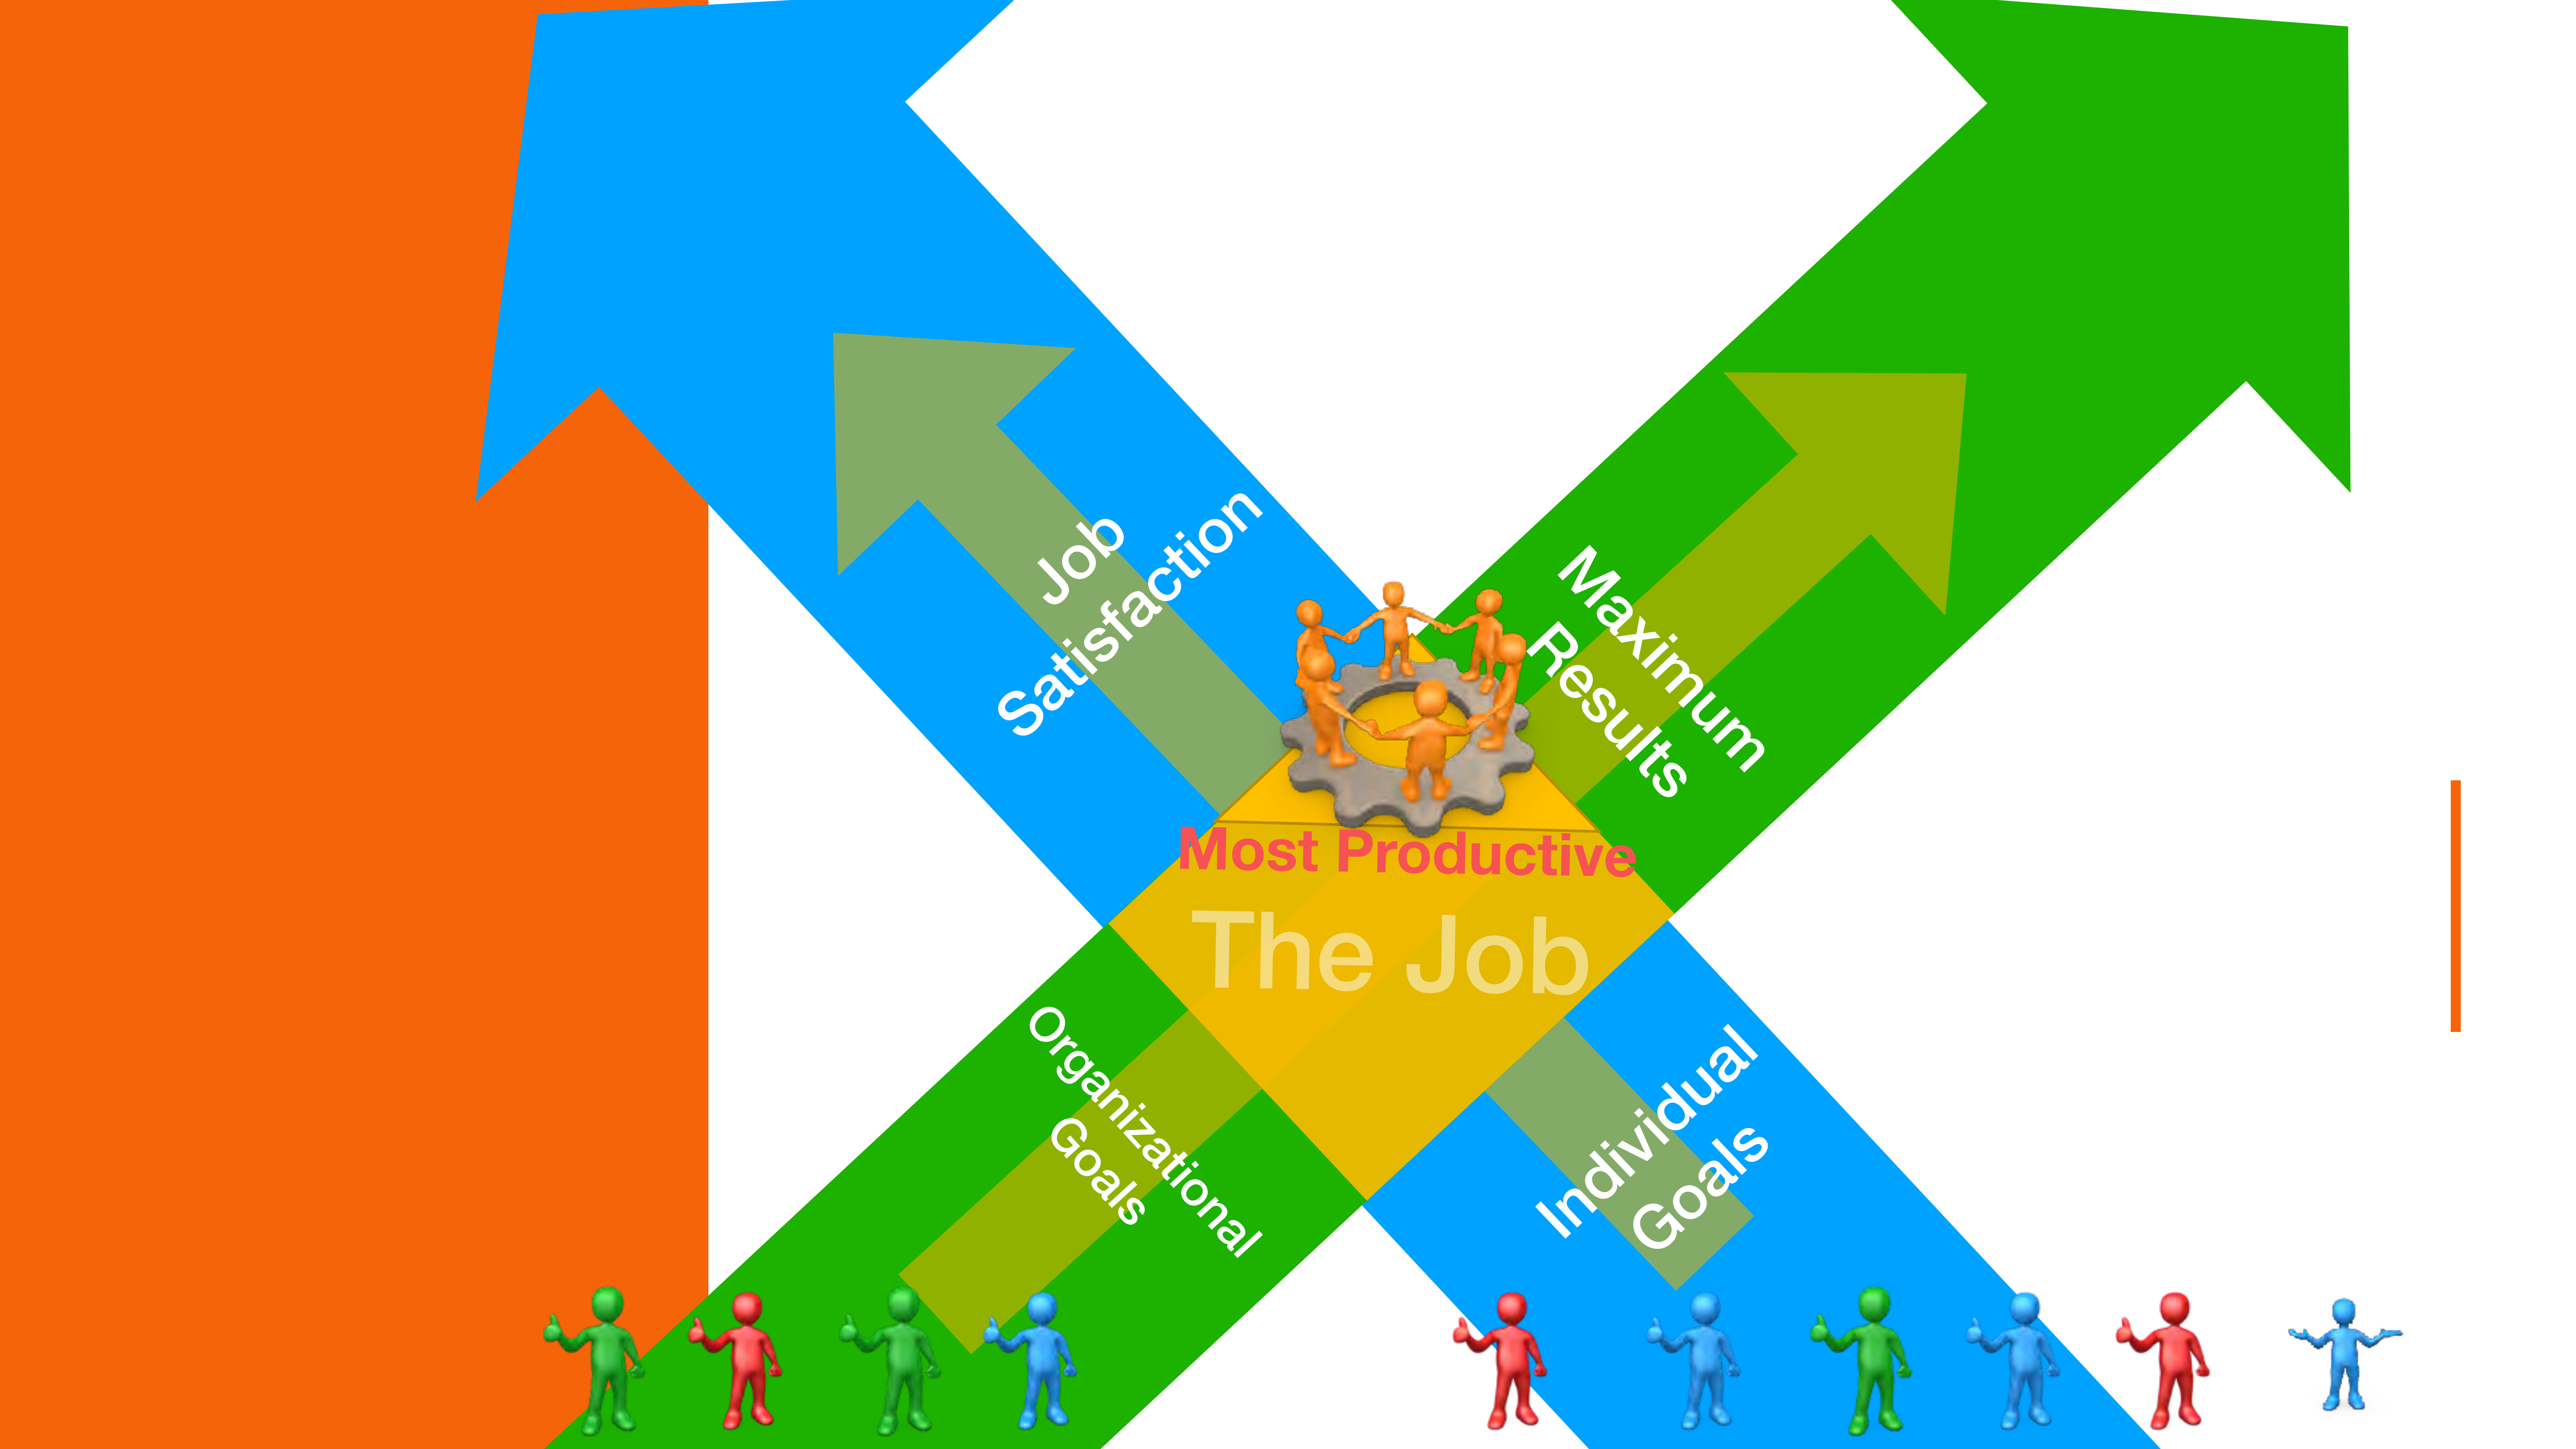 Job
Satisfaction
Maximum
Results
Most Productive
The Job
Organizational
Goals
Individual
Goals